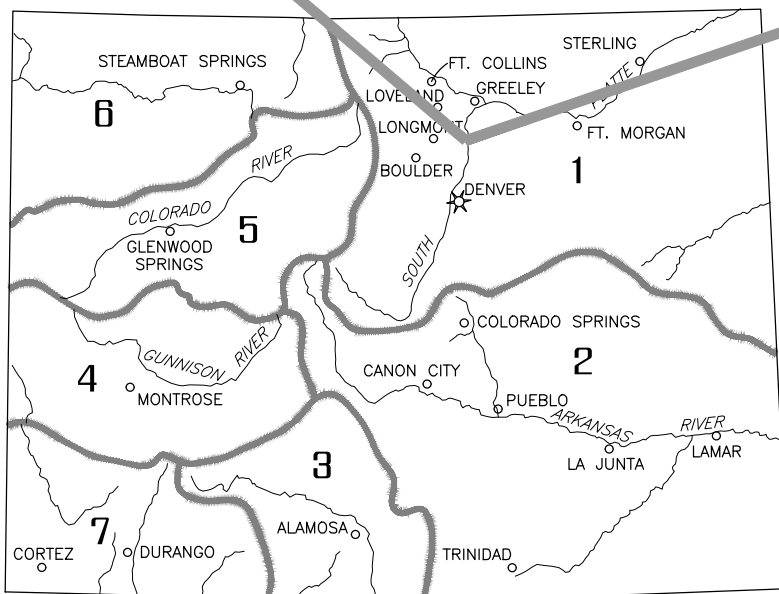 STERLING
STEAMBOAT SPRINGS
FT. COLLINS
GREELEY
PLATTE
LOVELAND
6
LONGMONT
FT. MORGAN
RIVER
BOULDER
1
DENVER
COLORADO
5
GLENWOOD
SPRINGS
SOUTH
COLORADO SPRINGS
GUNNISON RIVER
2
4
CANON CITY
MONTROSE
PUEBLO
ARKANSAS RIVER
LAMAR
LA JUNTA
3
7
ALAMOSA
CORTEZ
DURANGO
TRINIDAD